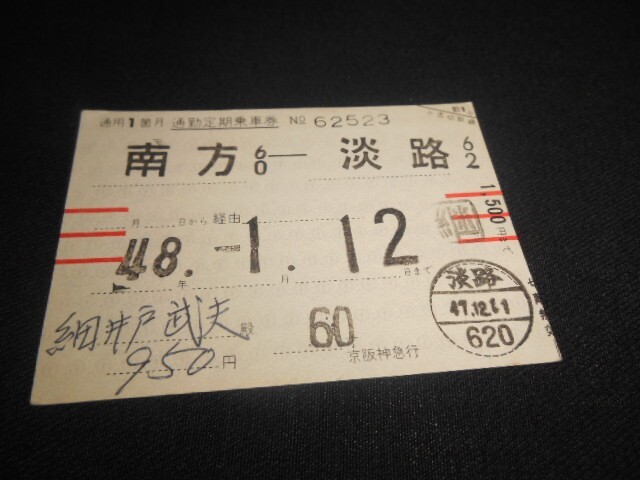 通用1箇月 通勤定期乗車券 № 62523
南方 60 — 淡路 62
月 日から 経由
1,500円
48.年 1.月 12日まで
細井戸武夫 殿 60
950円 京阪神急行
淡路
47.12.
620